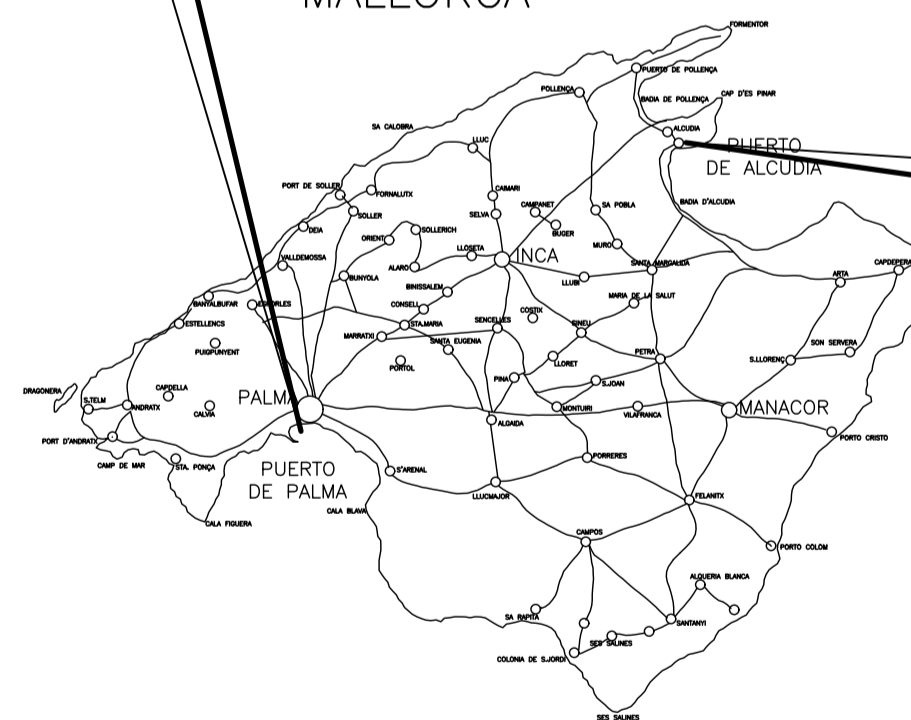 MALLORCA
FORMENTOR
PUERTO DE POLLENÇA
POLLENÇA
BADIA DE POLLENÇA
CAP D'ES PINAR
SA CALOBRA
ALCUDIA
LLUC
PUERTO
DE ALCUDIA
PORT DE SOLLER
FORNALUTX
CAIMARI
CAMPANET
SA POBLA
BADIA D'ALCUDIA
SOLLER
SELVA
DEIA
SOLLERICH
BUGER
ORIENT
MURO
LLOSETA
INCA
VALLDEMOSSA
ALARO
SANTA MARGALIDA
CAPDEPERA
BUNYOLA
LLUBI
ARTA
BINISSALEM
BANYALBUFAR
ESPORLES
CONSELL
MARIA DE LA SALUT
COSTIX
ESTELLENCS
STA.MARIA
SENCELLES
SINEU
MARRATXI
SANTA EUGENIA
PUIGPUNYENT
SON SERVERA
PETRA
S.LLORENÇ
PORTOL
LLORET
PINA
S.JOAN
DRAGONERA
CAPDELLA
S.TELM
PALMA
ANDRATX
CALVIA
MONTUIRI
VILAFRANCA
MANACOR
ALGAIDA
PORT D'ANDRATX
PORTO CRISTO
CAMP DE MAR
STA. PONÇA
PUERTO
DE PALMA
S'ARENAL
PORRERES
LLUCMAJOR
FELANITX
CALA BLAVA
CALA FIGUERA
CAMPOS
PORTO COLOM
ALQUERIA BLANCA
SA RAPITA
SANTANYI
SES SALINES
COLONIA DE S.JORDI
SES SALINES